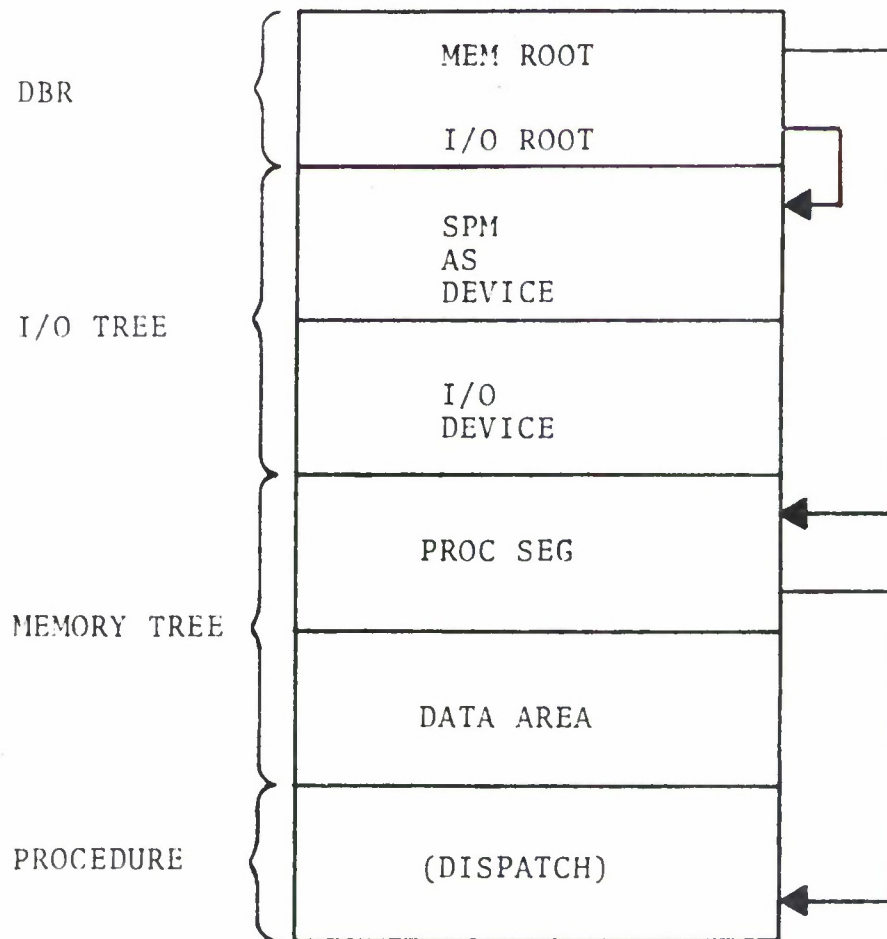 MEM ROOT
DBR
I/O ROOT
SPM
AS
DEVICE
I/O TREE
I/O
DEVICE
PROC SEG
MEMORY TREE
DATA AREA
PROCEDURE
(DISPATCH)